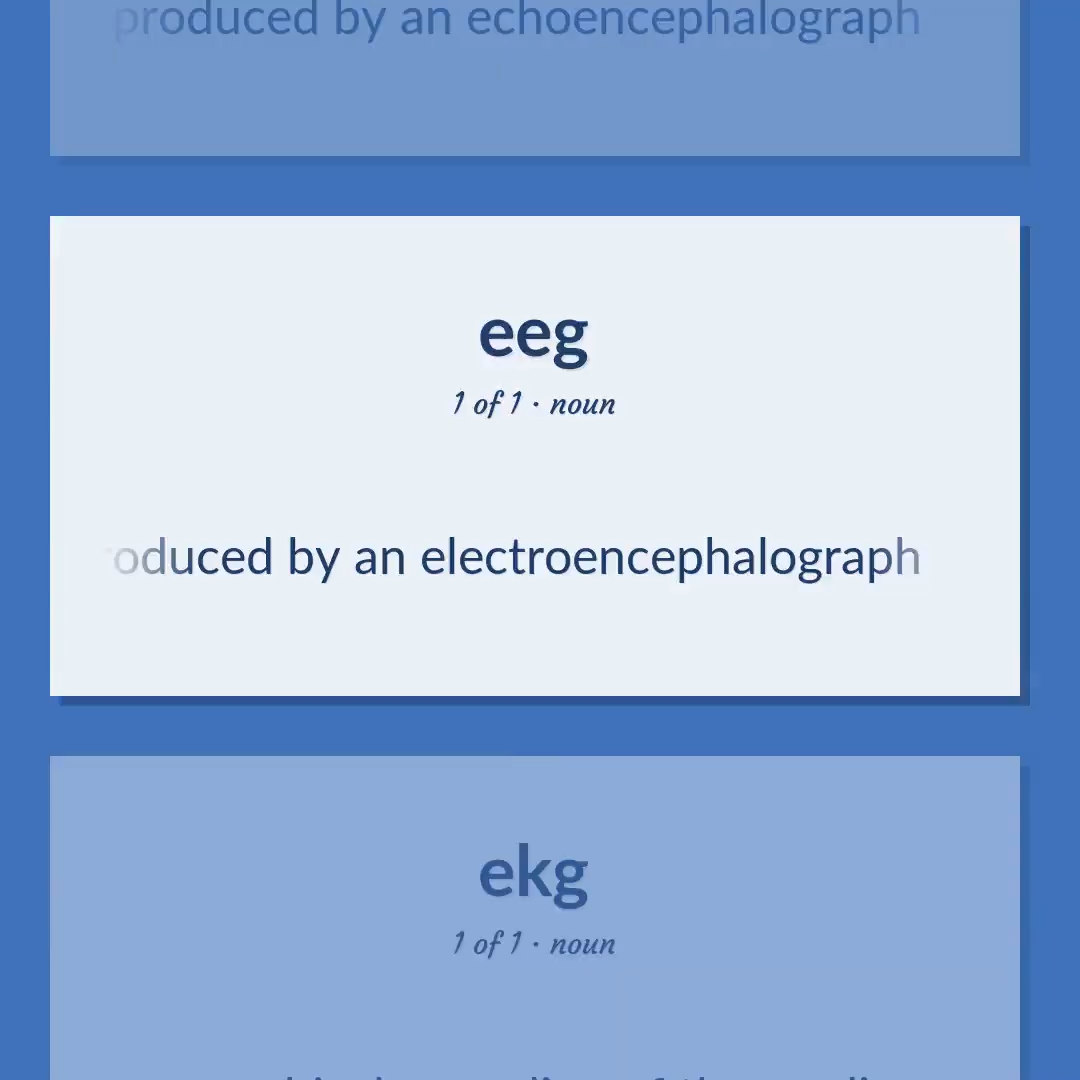 produced by an echoencephalograph
eeg
1 of 1 · noun
oduced by an electroencephalograph
ekg
1 of 1 · noun